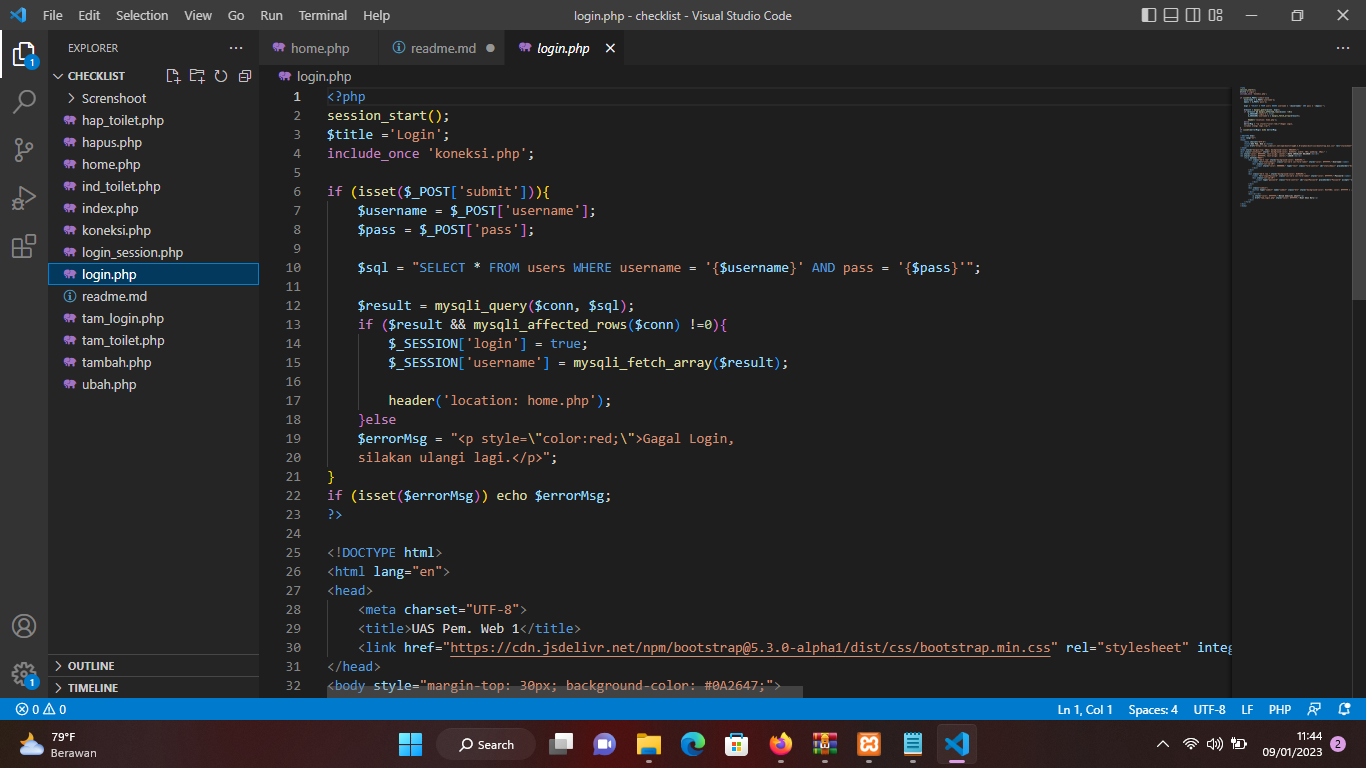 File Edit Selection View Go Run Terminal Help
login.php - checklist - Visual Studio Code
EXPLORER
CHECKLIST
Screnshoot
hap_toilet.php
hapus.php
home.php
ind_toilet.php
index.php
koneksi.php
login_session.php
login.php
readme.md
tam_login.php
tam_toilet.php
tambah.php
ubah.php
OUTLINE
TIMELINE
home.php readme.md login.php
login.php
1 <?php
2 session_start();
3 $title ='Login';
4 include_once 'koneksi.php';
5
6 if (isset($_POST['submit'])){
7     $username = $_POST['username'];
8     $pass = $_POST['pass'];
9
10     $sql = "SELECT * FROM users WHERE username = '{$username}' AND pass = '{$pass}'";
11
12     $result = mysqli_query($conn, $sql);
13     if ($result && mysqli_affected_rows($conn) !=0){
14         $_SESSION['login'] = true;
15         $_SESSION['username'] = mysqli_fetch_array($result);
16
17         header('location: home.php');
18     }else
19     $errorMsg = "<p style=\"color:red;\">Gagal Login,
20     silakan ulangi lagi.</p>";
21 }
22 if (isset($errorMsg)) echo $errorMsg;
23 ?>
24
25 <!DOCTYPE html>
26 <html lang="en">
27 <head>
28     <meta charset="UTF-8">
29     <title>UAS Pem. Web 1</title>
30     <link href="https://cdn.jsdelivr.net/npm/bootstrap@5.3.0-alpha1/dist/css/bootstrap.min.css" rel="stylesheet" integ
31 </head>
32 <body style="margin-top: 30px; background-color: #0A2647;">
1
1
0 0
Ln 1, Col 1 Spaces: 4 UTF-8 LF PHP
79°F
Berawan
Search
11:44
09/01/2023
2